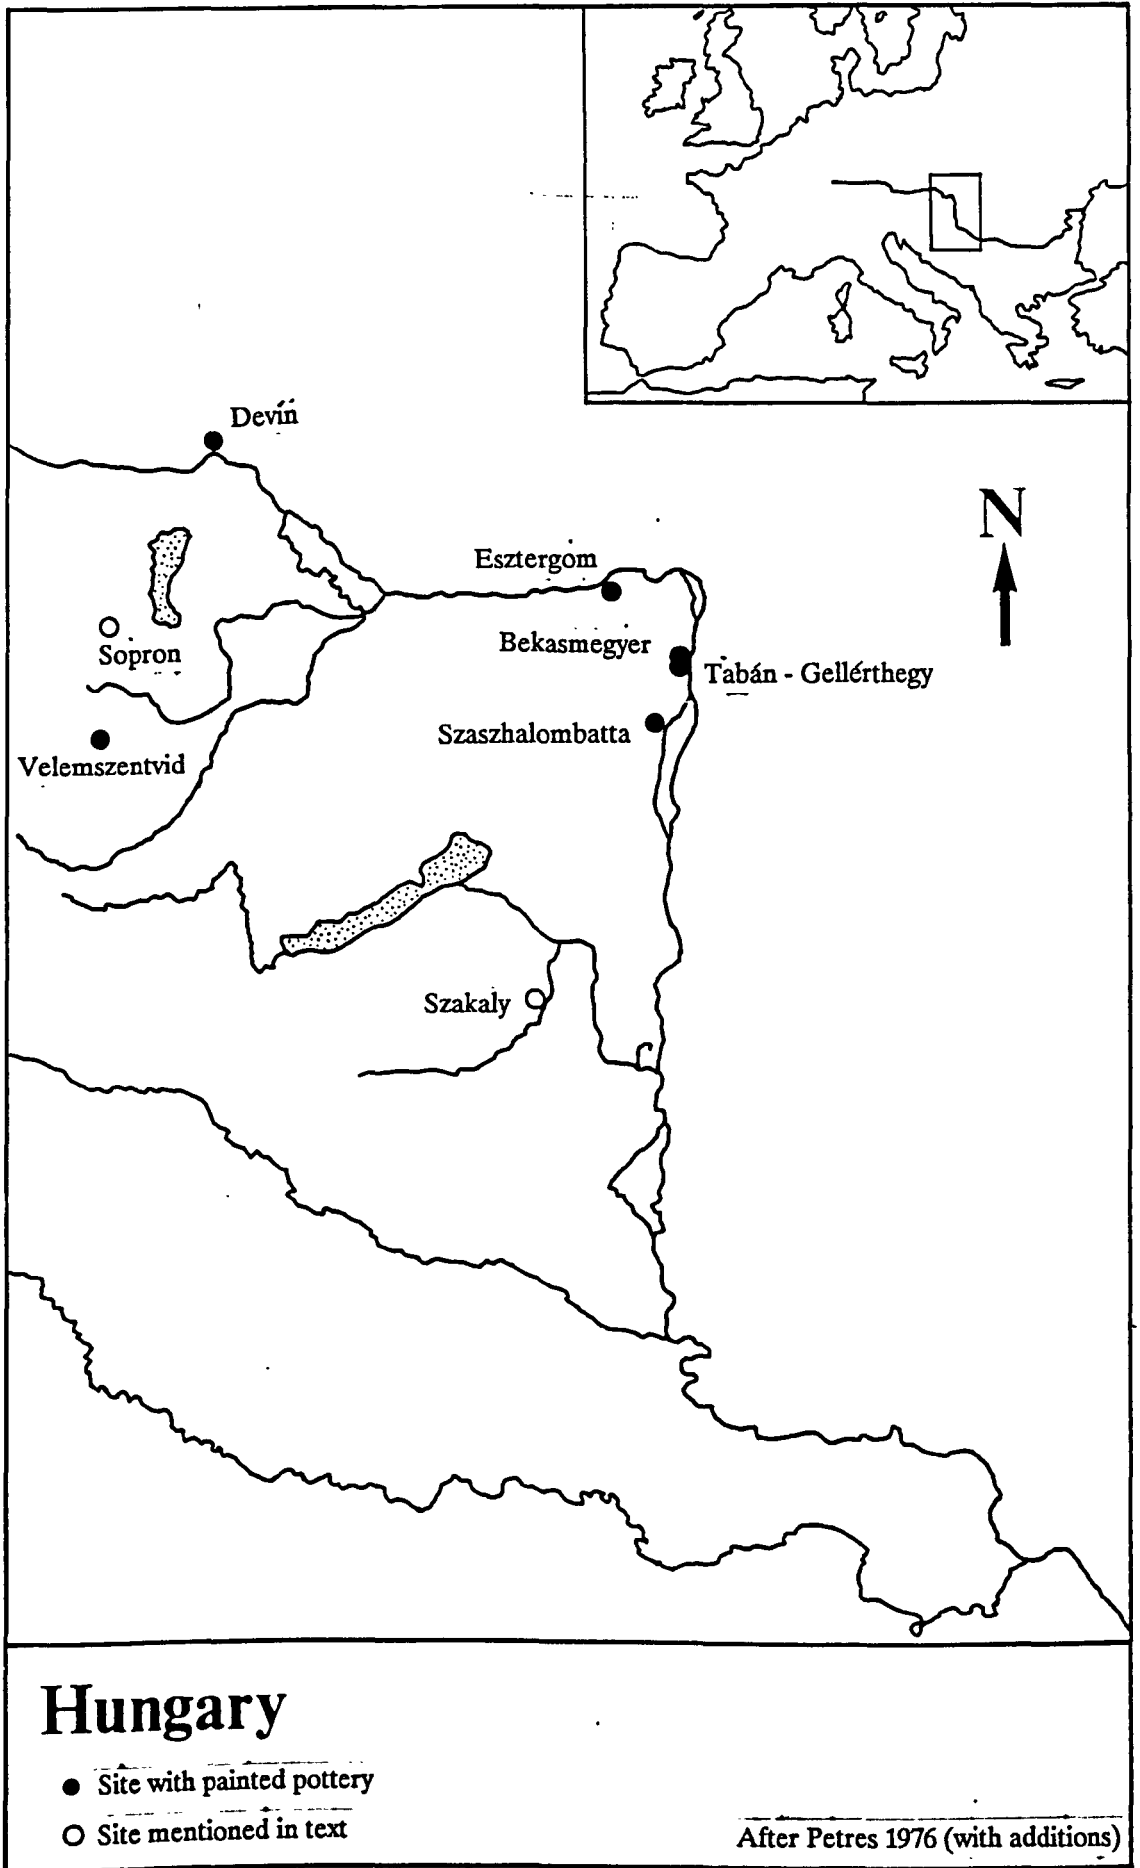 Devín
N
Esztergom
Bekasmegyer
Tabán - Gellérthegy
Sopron
Szaszhalombatta
Velemszentvid
Szakaly
Hungary
Site with painted pottery
Site mentioned in text
After Petres 1976 (with additions)